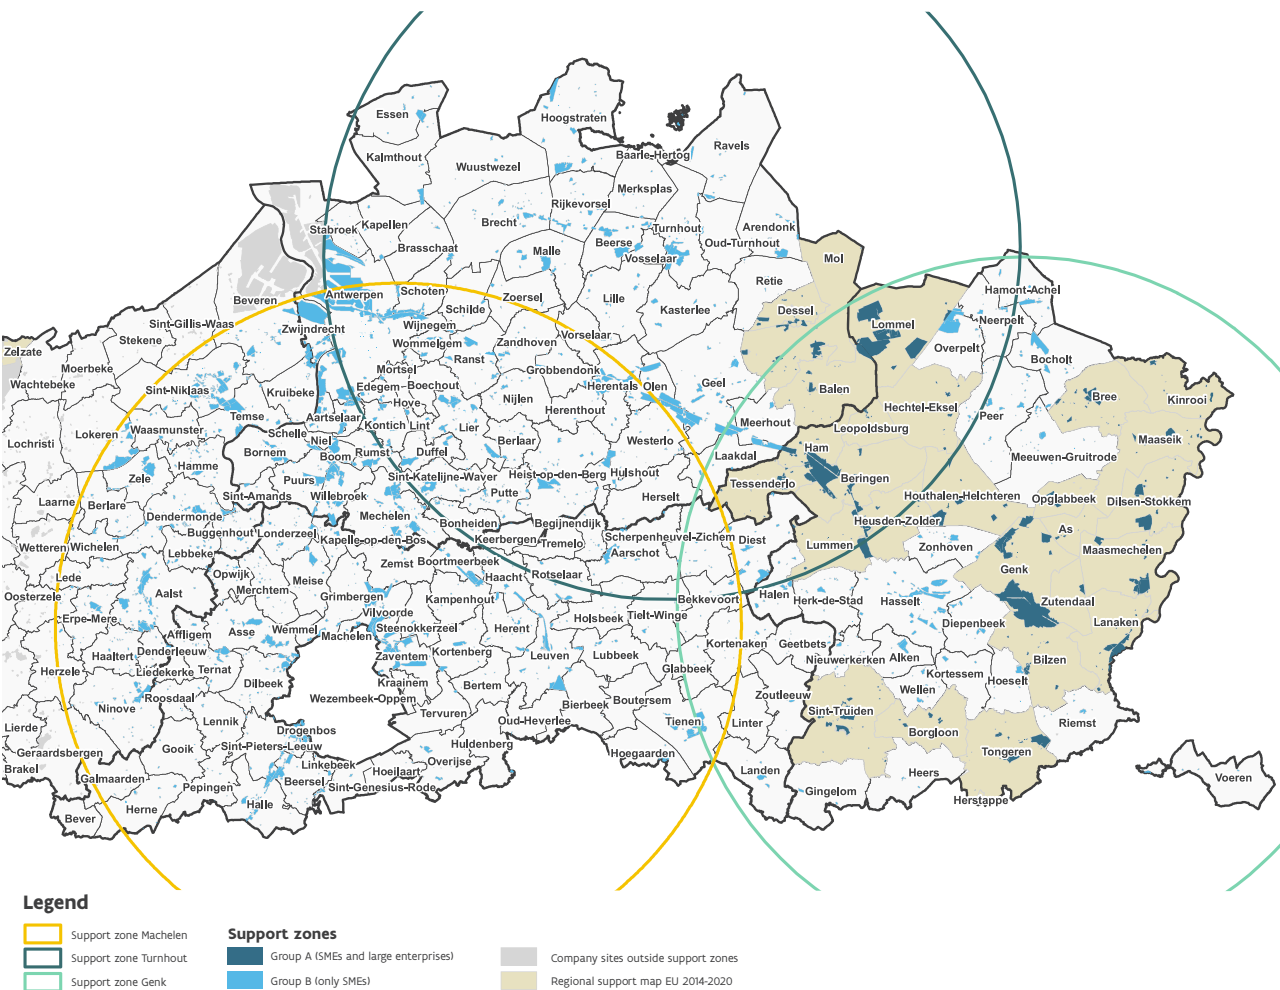 Essen
Hoogstraten
Kalmthout
Wuustwezel
Baarle-Hertog
Ravels
Merksplas
Rijkevorsel
Stabroek
Kapellen
Brecht
Turnhout
Arendonk
Brasschaat
Malle
Beerse
Oud-Turnhout
Vosselaar
Mol
Beveren
Antwerpen
Schoten
Zoersel
Lille
Retie
Hamont-Achel
Schilde
Kasterlee
Dessel
Sint-Gillis-Waas
Zwijndrecht
Wijnegem
Lommel
Neerpelt
Stekene
Wommelgem
Zandhoven
Vorselaar
Overpelt
Zelzate
Ranst
Bocholt
Moerbeke
Mortsel
Grobbendonk
Wachtebeke
Sint-Niklaas
Kruibeke
Edegem
Boechout
Herentals
Olen
Geel
Balen
Bree
Kinrooi
Temse
Hove
Nijlen
Herenthout
Hechtel-Eksel
Peer
Lochristi
Lokeren
Waasmunster
Aartselaar
Kontich
Lint
Lier
Berlaar
Westerlo
Meerhout
Leopoldsburg
Maaseik
Schelle
Niel
Bornem
Boom
Rumst
Duffel
Laakdal
Ham
Meeuwen-Gruitrode
Hamme
Zele
Puurs
Sint-Katelijne-Waver
Heist-op-den-Berg
Hulshout
Tessenderlo
Beringen
Laarne
Berlare
Sint-Amands
Willebroek
Putte
Herselt
Houthalen-Helchteren
Opglabbeek
Dilsen-Stokkem
Dendermonde
Mechelen
Bonheiden
Begijnendijk
Heusden-Zolder
As
Buggenhout
Londerzeel
Kapelle-op-den-Bos
Keerbergen
Tremelo
Scherpenheuvel-Zichem
Diest
Lummen
Zonhoven
Maasmechelen
Wetteren
Wichelen
Lebbeke
Zemst
Boortmeerbeek
Aarschot
Genk
Lede
Opwijk
Meise
Haacht
Rotselaar
Oosterzele
Aalst
Merchtem
Grimbergen
Kampenhout
Bekkevoort
Halen
Herk-de-Stad
Hasselt
Zutendaal
Erpe-Mere
Vilvoorde
Holsbeek
Tielt-Winge
Diepenbeek
Lanaken
Affligem
Asse
Wemmel
Machelen
Steenokkerzeel
Herent
Kortenaken
Geetbets
Haaltert
Denderleeuw
Zaventem
Kortenberg
Leuven
Lubbeek
Nieuwerkerken
Alken
Bilzen
Herzele
Liedekerke
Ternat
Dilbeek
Kraainem
Glabbeek
Kortessem
Hoeselt
Ninove
Roosdaal
Wezembeek-Oppem
Bertem
Bierbeek
Boutersem
Zoutleeuw
Wellen
Lierde
Lennik
Drogenbos
Tervuren
Oud-Heverlee
Tienen
Linter
Sint-Truiden
Borgloon
Riemst
Geraardsbergen
Gooik
Sint-Pieters-Leeuw
Huldenberg
Hoegaarden
Tongeren
Brakel
Galmaarden
Linkebeek
Hoeilaart
Overijse
Landen
Heers
Voeren
Pepingen
Beersel
Sint-Genesius-Rode
Gingelom
Herstappe
Bever
Herne
Halle
Legend
Support zone Machelen
Support zone Turnhout
Support zone Genk
Support zones
Group A (SMEs and large enterprises)
Group B (only SMEs)
Company sites outside support zones
Regional support map EU 2014-2020